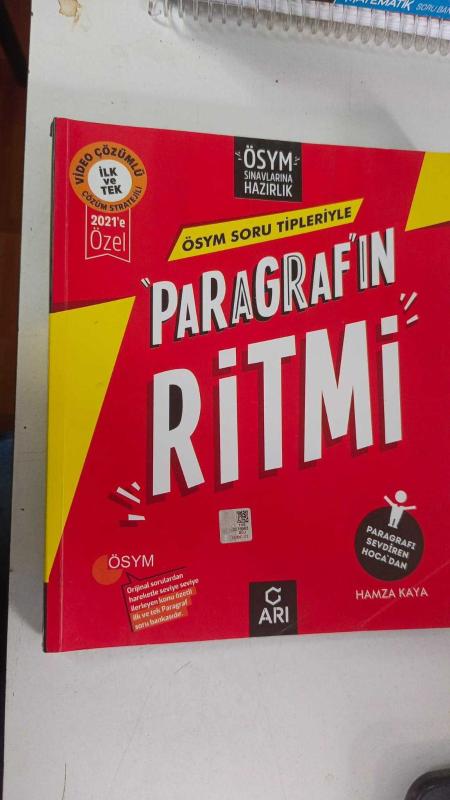 MATEMATİK SORU BAN
VİDEO ÇÖZÜMLÜ
İLK ve
TEK
ÇÖZÜM STRATEJİLİ
2021'e
Özel
ÖSYM
SINAVLARINA
HAZIRLIK
ÖSYM SORU TİPLERİYLE
'PARAGRAF'IN
RİTMİ
ÖSYM
Orijinal sorulardan
hareketle seviye seviye
ilerleyen konu özetli
ilk ve tek Paragraf
soru bankasıdır.
ARI
PARAGRAFI
SEVDİREN
HOCA'DAN
HAMZA KAYA